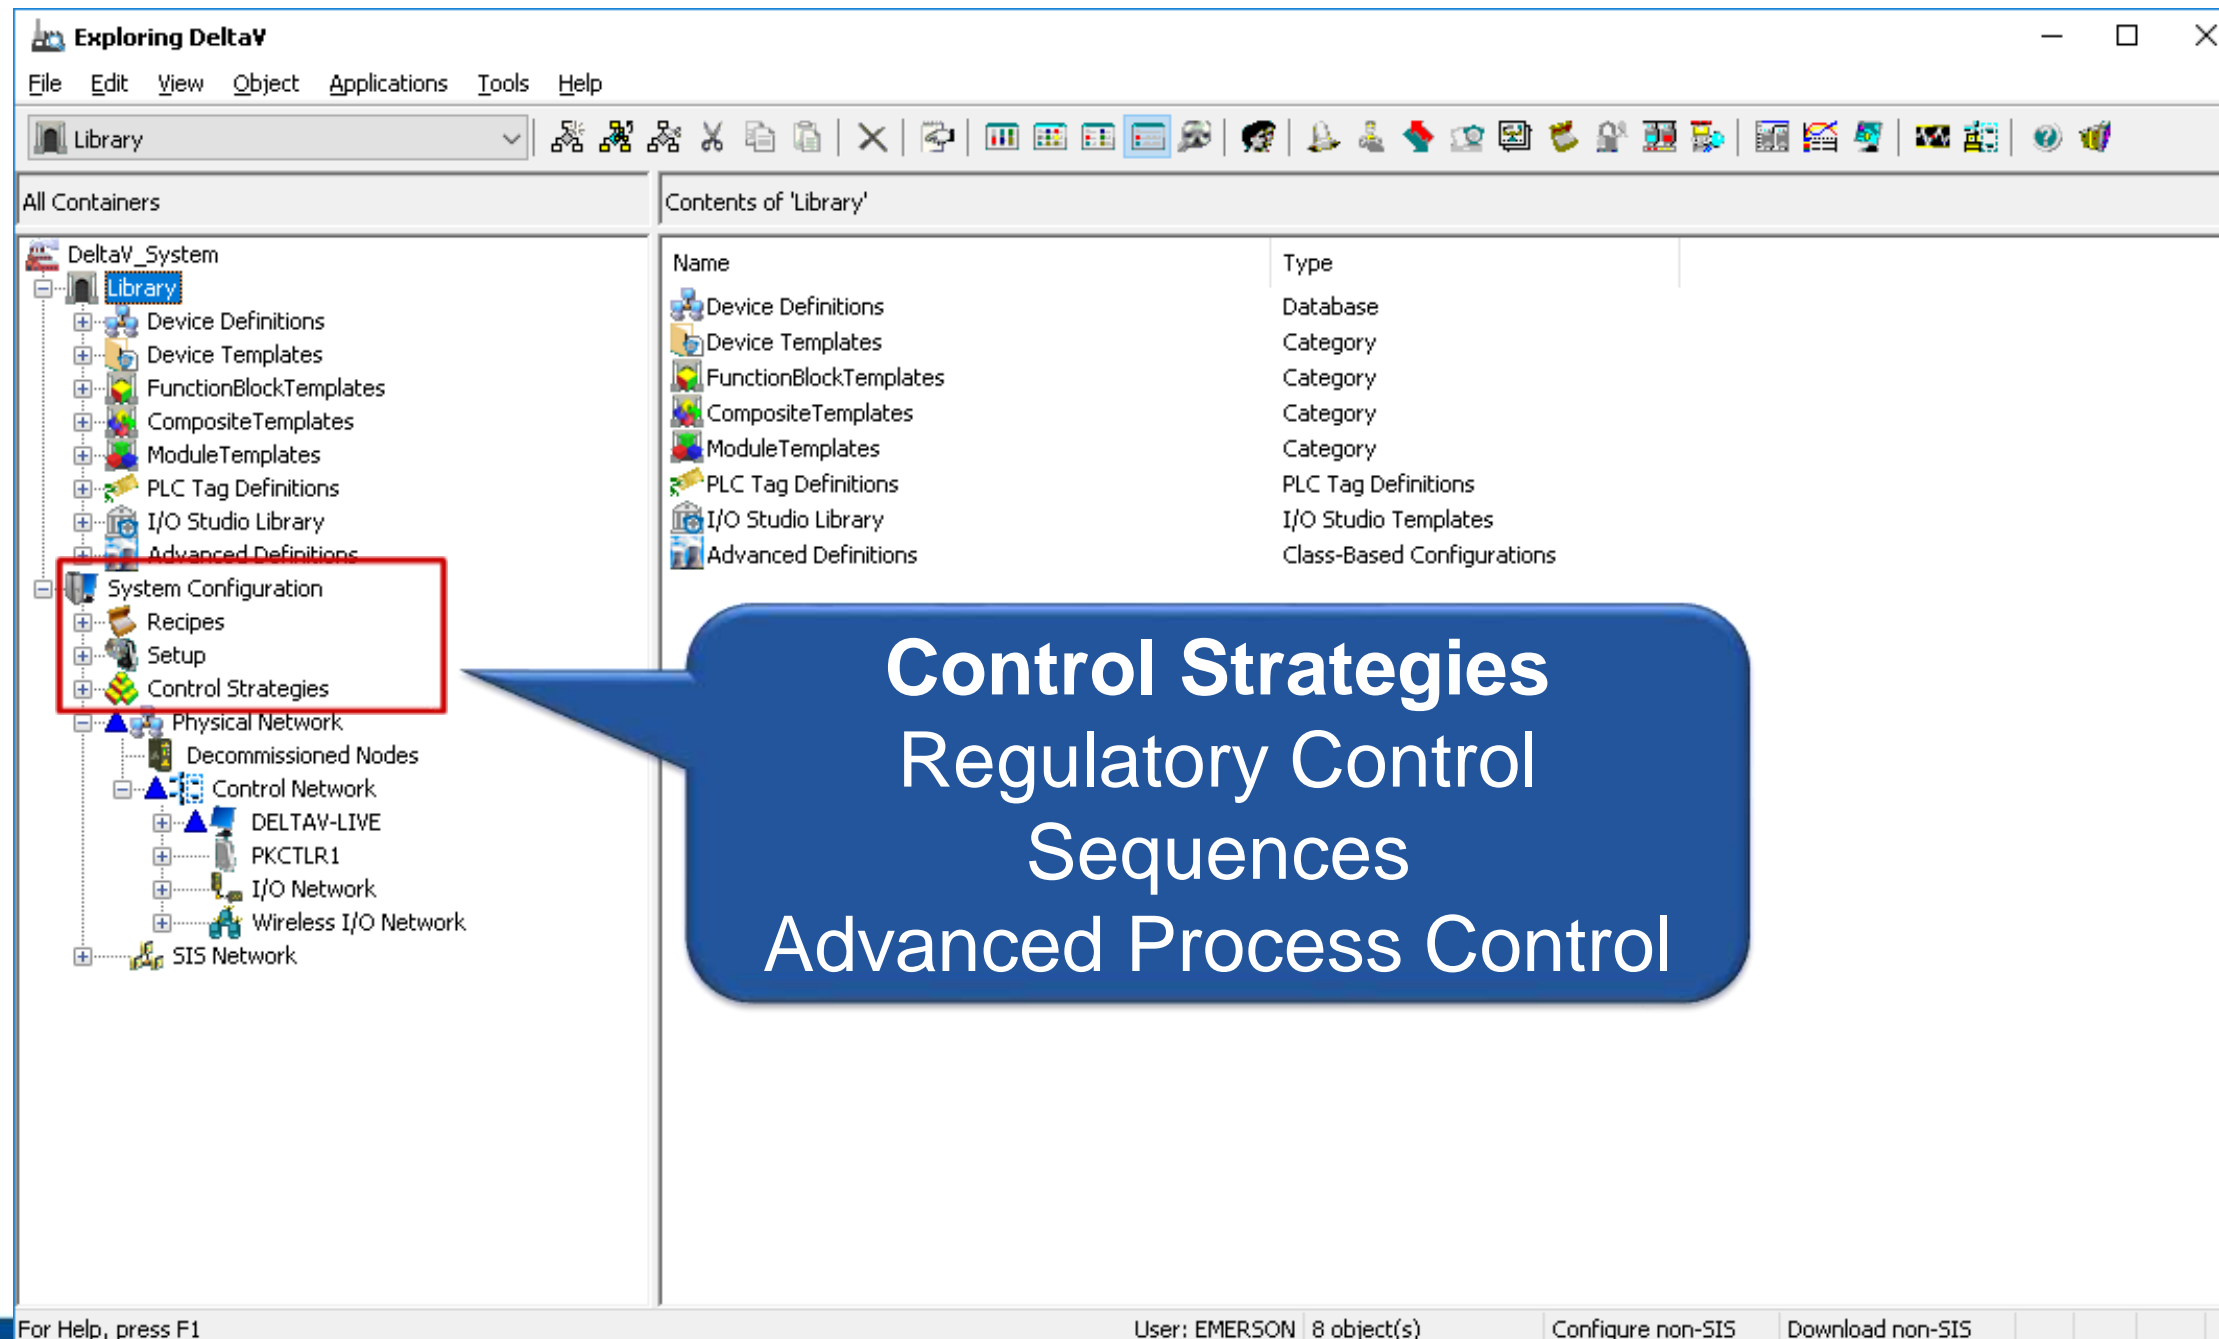 Exploring DeltaV
File Edit View Object Applications Tools Help
Library
All Containers
Contents of 'Library'
DeltaV_System
Library
Device Definitions
Device Templates
FunctionBlockTemplates
CompositeTemplates
ModuleTemplates
PLC Tag Definitions
I/O Studio Library
Advanced Definitions
System Configuration
Recipes
Setup
Control Strategies
Physical Network
Decommissioned Nodes
Control Network
DELTAV-LIVE
PKCTLR1
I/O Network
Wireless I/O Network
SIS Network
Name Type
Device Definitions Database
Device Templates Category
FunctionBlockTemplates Category
CompositeTemplates Category
ModuleTemplates Category
PLC Tag Definitions PLC Tag Definitions
I/O Studio Library I/O Studio Templates
Advanced Definitions Class-Based Configurations
Control Strategies
Regulatory Control
Sequences
Advanced Process Control
For Help, press F1 User: EMERSON 8 object(s) Configure non-SIS Download non-SIS